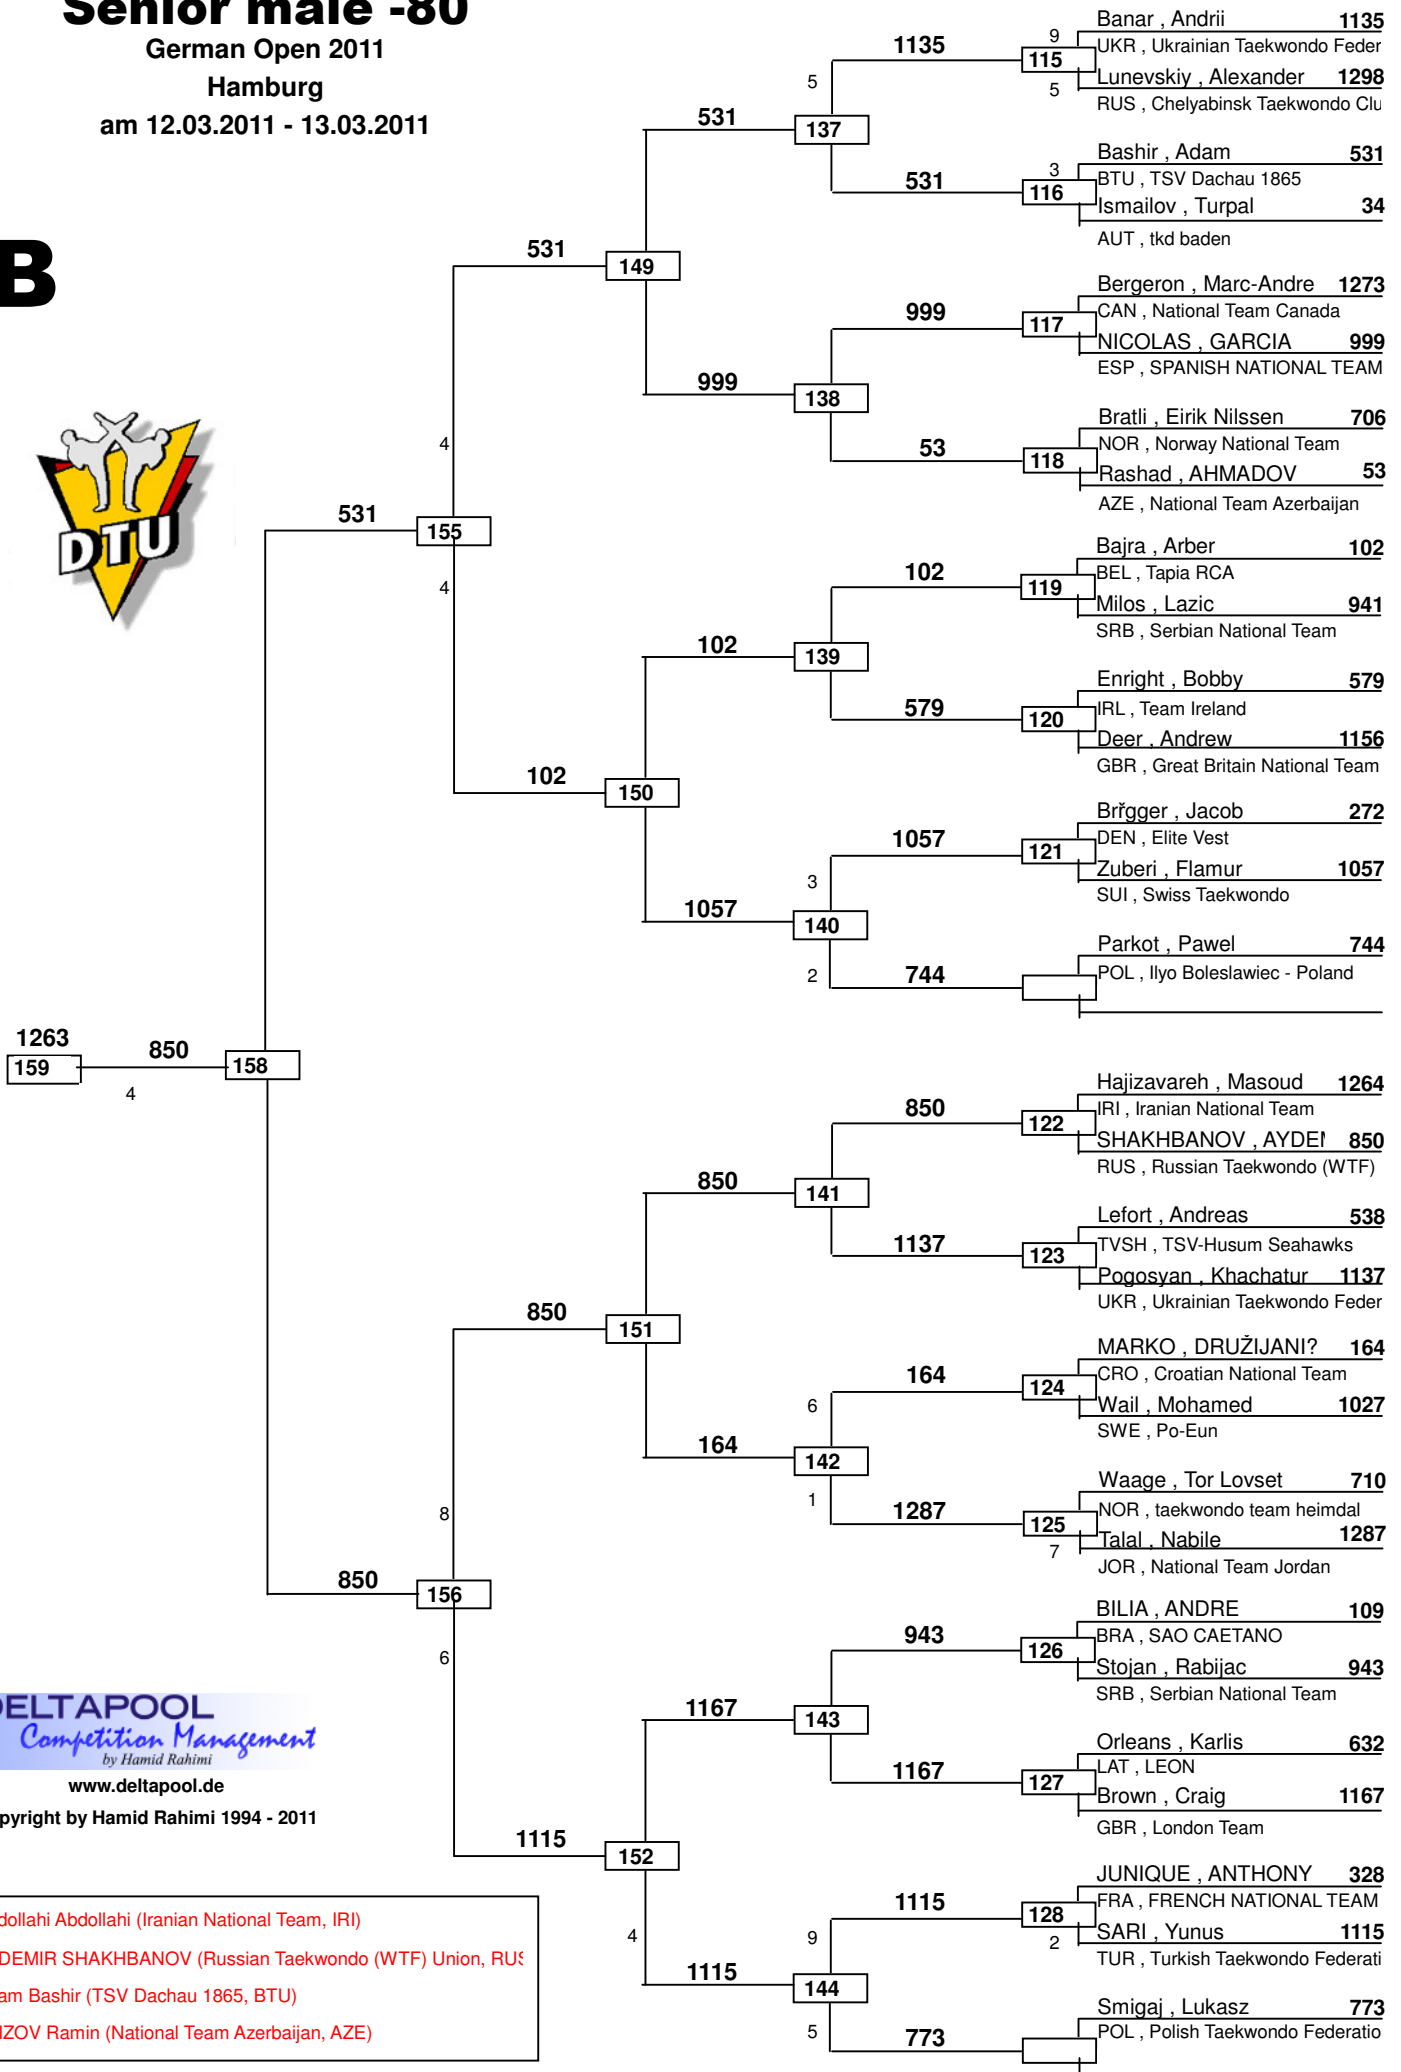 Senior male -80
German Open 2011
Hamburg
am 12.03.2011 - 13.03.2011
B
DTU
Banar , Andrii 1135
9
UKR , Ukrainian Taekwondo Feder
1135
115
Lunevskiy , Alexander 1298
5
RUS , Chelyabinsk Taekwondo Clu
5
531
137
Bashir , Adam 531
3
BTU , TSV Dachau 1865
531
116
Ismailov , Turpal 34
AUT , tkd baden
531
149
Bergeron , Marc-Andre 1273
CAN , National Team Canada
999
117
NICOLAS , GARCIA 999
ESP , SPANISH NATIONAL TEAM
999
138
Bratli , Eirik Nilssen 706
NOR , Norway National Team
53
118
Rashad , AHMADOV 53
AZE , National Team Azerbaijan
4
531
155
4
Bajra , Arber 102
BEL , Tapia RCA
102
119
Milos , Lazic 941
SRB , Serbian National Team
102
139
Enright , Bobby 579
IRL , Team Ireland
579
120
Deer , Andrew 1156
GBR , Great Britain National Team
102
150
Brřgger , Jacob 272
DEN , Elite Vest
1057
121
Zuberi , Flamur 1057
SUI , Swiss Taekwondo
3
1057
140
2
Parkot , Pawel 744
POL , Ilyo Boleslawiec - Poland
744
1263
159
850
4
158
Hajizavareh , Masoud 1264
IRI , Iranian National Team
850
122
SHAKHBANOV , AYDE 850
RUS , Russian Taekwondo (WTF)
850
141
Lefort , Andreas 538
TVSH , TSV-Husum Seahawks
1137
123
Pogosyan , Khachatur 1137
UKR , Ukrainian Taekwondo Feder
850
151
MARKO , DRUŽIJANI? 164
CRO , Croatian National Team
164
124
Wail , Mohamed 1027
SWE , Po-Eun
6
164
142
1
Waage , Tor Lovset 710
NOR , taekwondo team heimdal
1287
125
7
Talal , Nabile 1287
JOR , National Team Jordan
8
850
156
6
BILIA , ANDRE 109
BRA , SAO CAETANO
943
126
Stojan , Rabijac 943
SRB , Serbian National Team
1167
143
Orleans , Karlis 632
LAT , LEON
1167
127
Brown , Craig 1167
GBR , London Team
1115
152
4
JUNIQUE , ANTHONY 328
FRA , FRENCH NATIONAL TEAM
1115
128
2
SARI , Yunus 1115
TUR , Turkish Taekwondo Federati
9
1115
144
5
Smigaj , Lukasz 773
POL , Polish Taekwondo Federatio
773
DELTAPOOL
Competition Management
by Hamid Rahimi
www.deltapool.de
pyright by Hamid Rahimi 1994 - 2011
dollahi Abdollahi (Iranian National Team, IRI)
DEMIR SHAKHBANOV (Russian Taekwondo (WTF) Union, RUS
am Bashir (TSV Dachau 1865, BTU)
ZOV Ramin (National Team Azerbaijan, AZE)